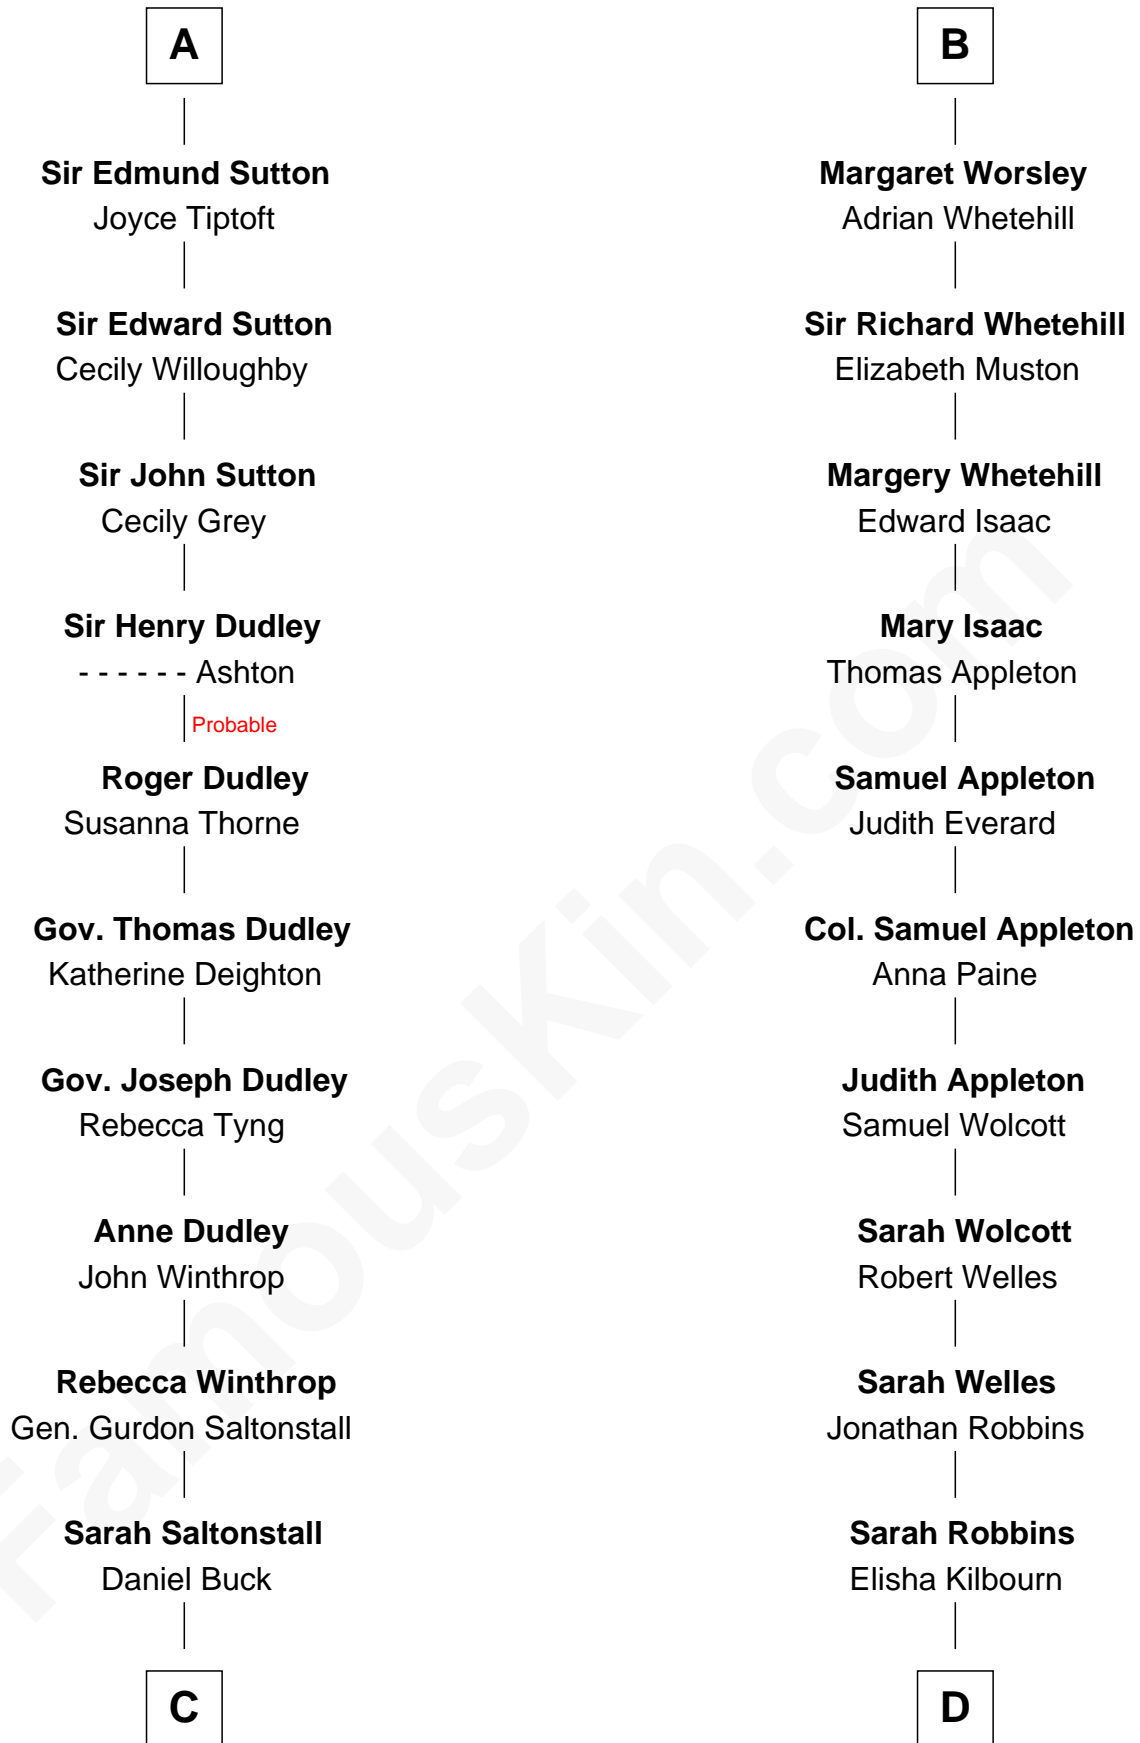 A
Sir Edmund Sutton
Joyce Tiptoft
Sir Edward Sutton
Cecily Willoughby
Sir John Sutton
Cecily Grey
Sir Henry Dudley
- - - - - - Ashton
Probable
Roger Dudley
Susanna Thorne
Gov. Thomas Dudley
Katherine Deighton
Gov. Joseph Dudley
Rebecca Tyng
Anne Dudley
John Winthrop
Rebecca Winthrop
Gen. Gurdon Saltonstall
Sarah Saltonstall
Daniel Buck
C
B
Margaret Worsley
Adrian Whetehill
Sir Richard Whetehill
Elizabeth Muston
Margery Whetehill
Edward Isaac
Mary Isaac
Thomas Appleton
Samuel Appleton
Judith Everard
Col. Samuel Appleton
Anna Paine
Judith Appleton
Samuel Wolcott
Sarah Wolcott
Robert Welles
Sarah Welles
Jonathan Robbins
Sarah Robbins
Elisha Kilbourn
D
FamousKin.com